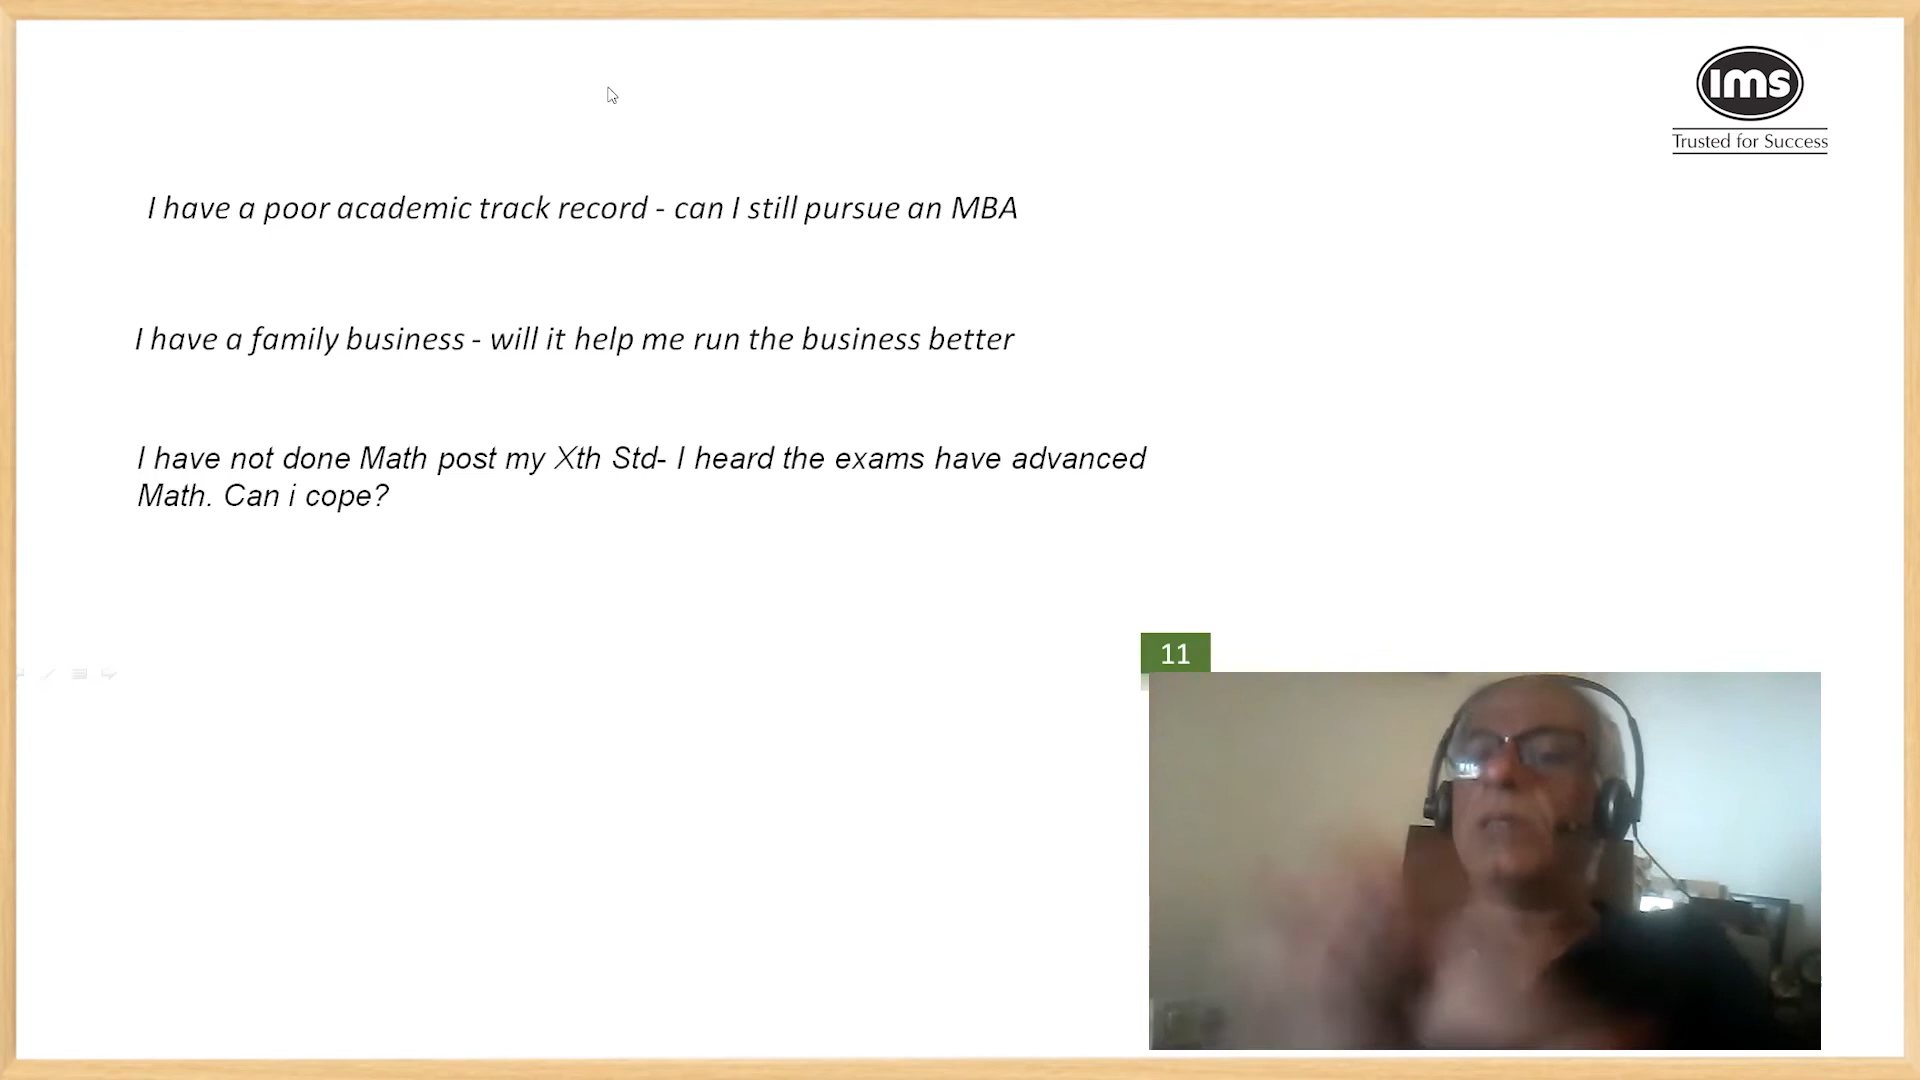 ims
Trusted for Success
I have a poor academic track record - can I still pursue an MBA
I have a family business - will it help me run the business better
I have not done Math post my Xth Std- I heard the exams have advanced
Math. Can i cope?
11